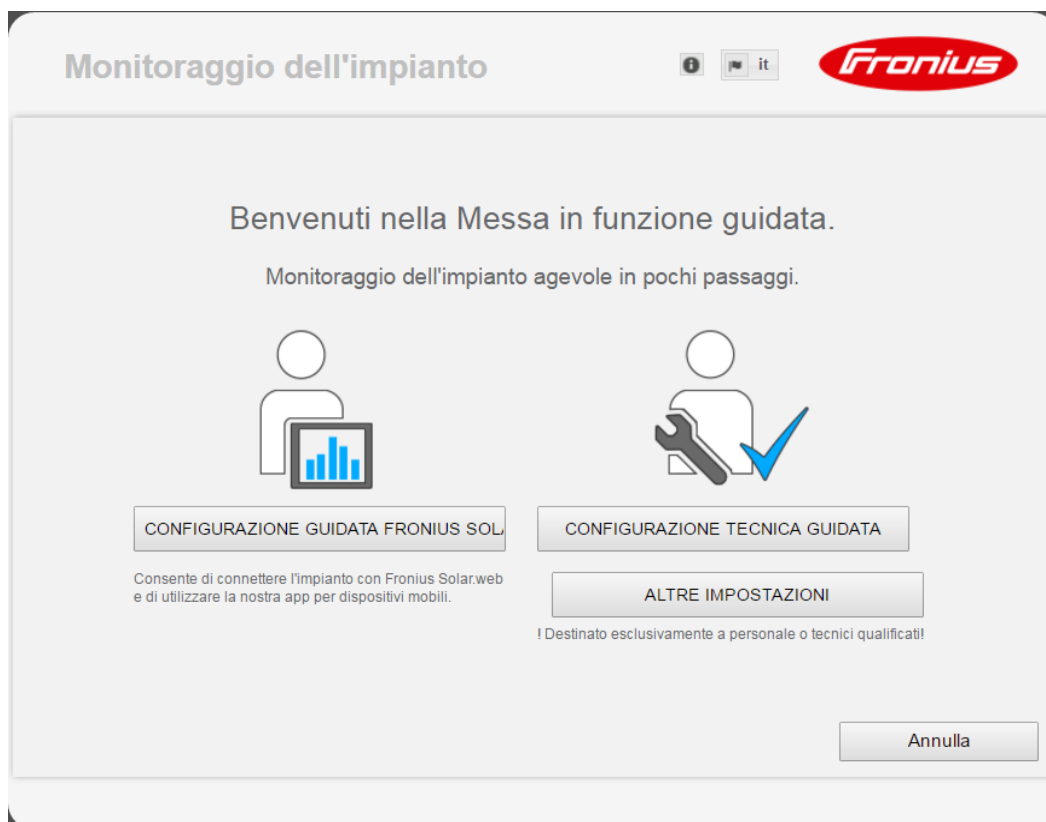 Monitoraggio dell'impianto
it
Fronius
Benvenuti nella Messa in funzione guidata.
Monitoraggio dell'impianto agevole in pochi passaggi.
CONFIGURAZIONE GUIDATA FRONIUS SOL
CONFIGURAZIONE TECNICA GUIDATA
Consente di connettere l'impianto con Fronius Solar.web
e di utilizzare la nostra app per dispositivi mobili.
ALTRE IMPOSTAZIONI
! Destinato esclusivamente a personale o tecnici qualificati!
Annulla